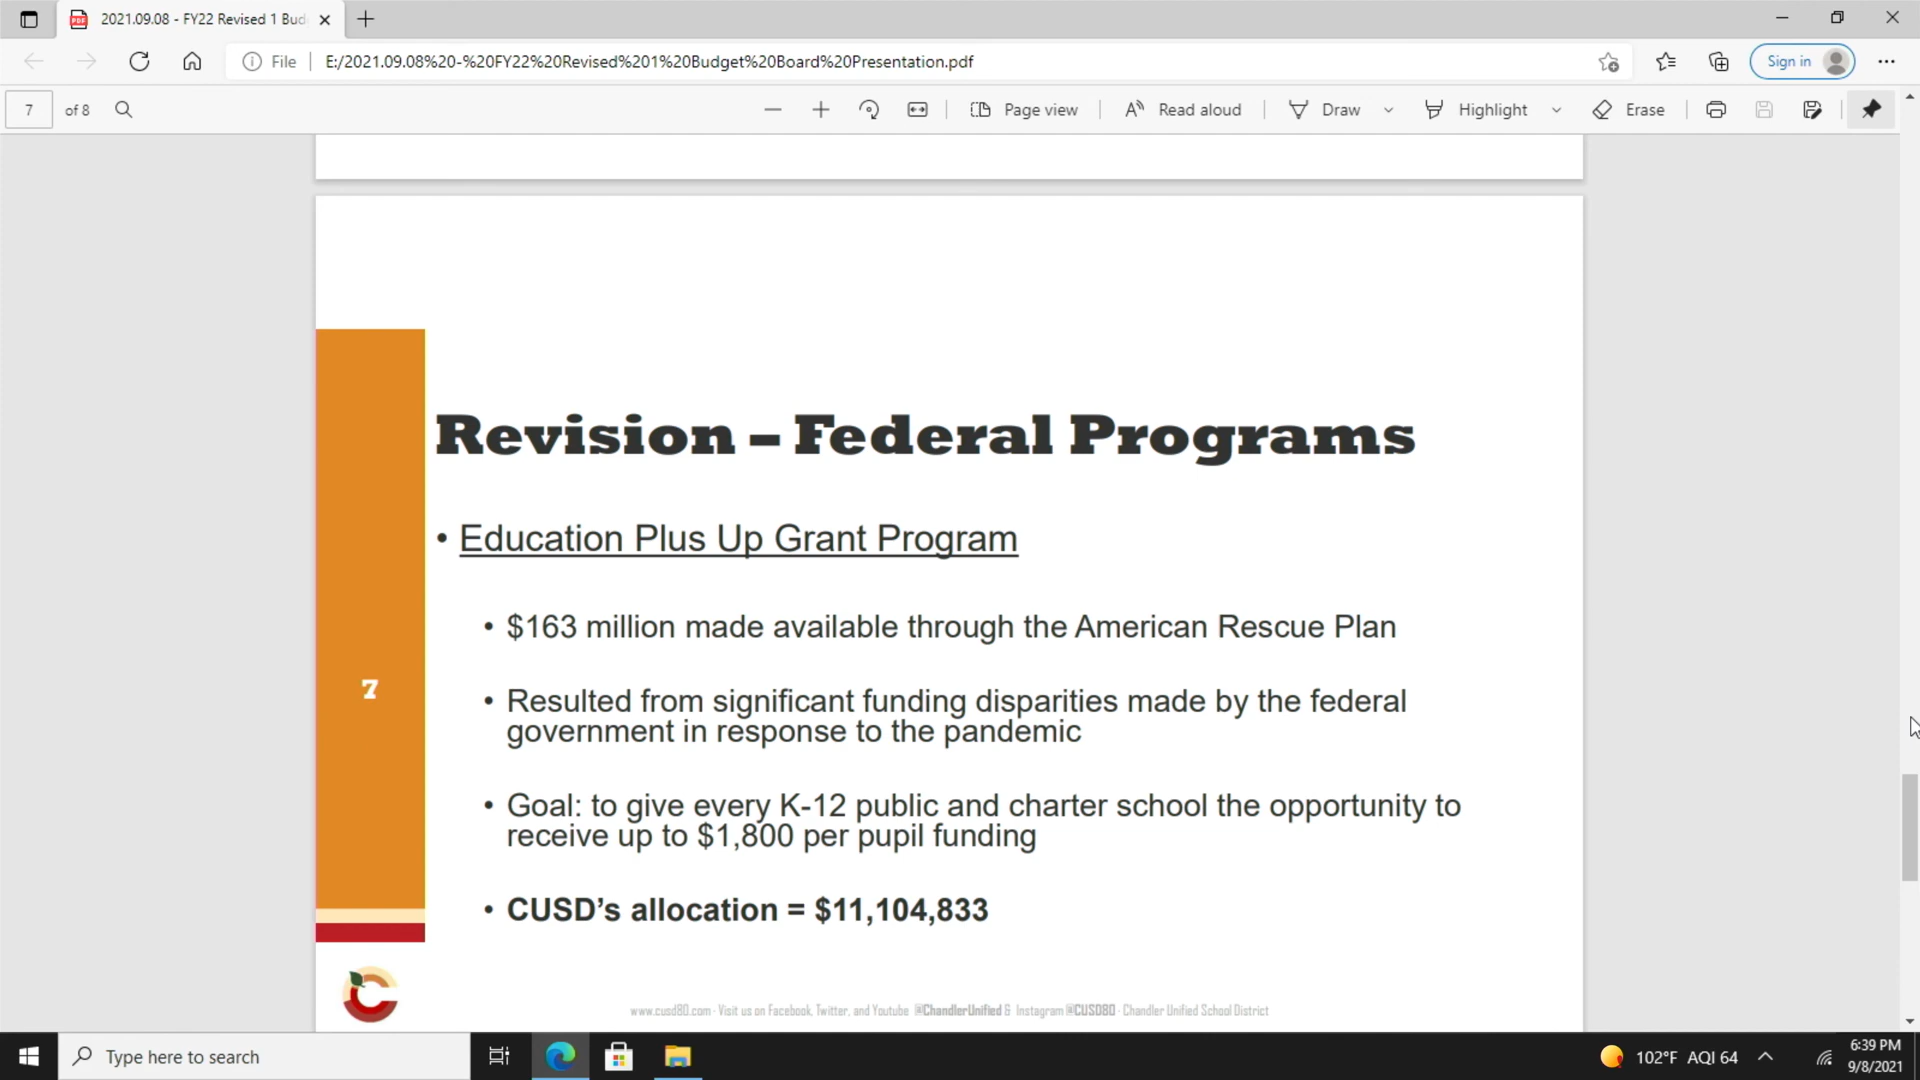 2021.09.08 - FY22 Revised 1 Bud
File
E:/2021.09.08%20-%20FY22%20Revised%201%20Budget%20Board%20Presentation.pdf
Sign in
7 of 8
Page view
Read aloud
Draw
Highlight
Erase
Revision – Federal Programs
• Education Plus Up Grant Program
• $163 million made available through the American Rescue Plan
• Resulted from significant funding disparities made by the federal
government in response to the pandemic
7
• Goal: to give every K-12 public and charter school the opportunity to
receive up to $1,800 per pupil funding
• CUSD's allocation = $11,104,833
www.cusd80.com - Visit us on Facebook, Twitter, and Youtube @ChandlerUnified & Instagram @CUSD80 - Chandler Unified School District
Type here to search
102°F AQI 64
6:39 PM
9/8/2021